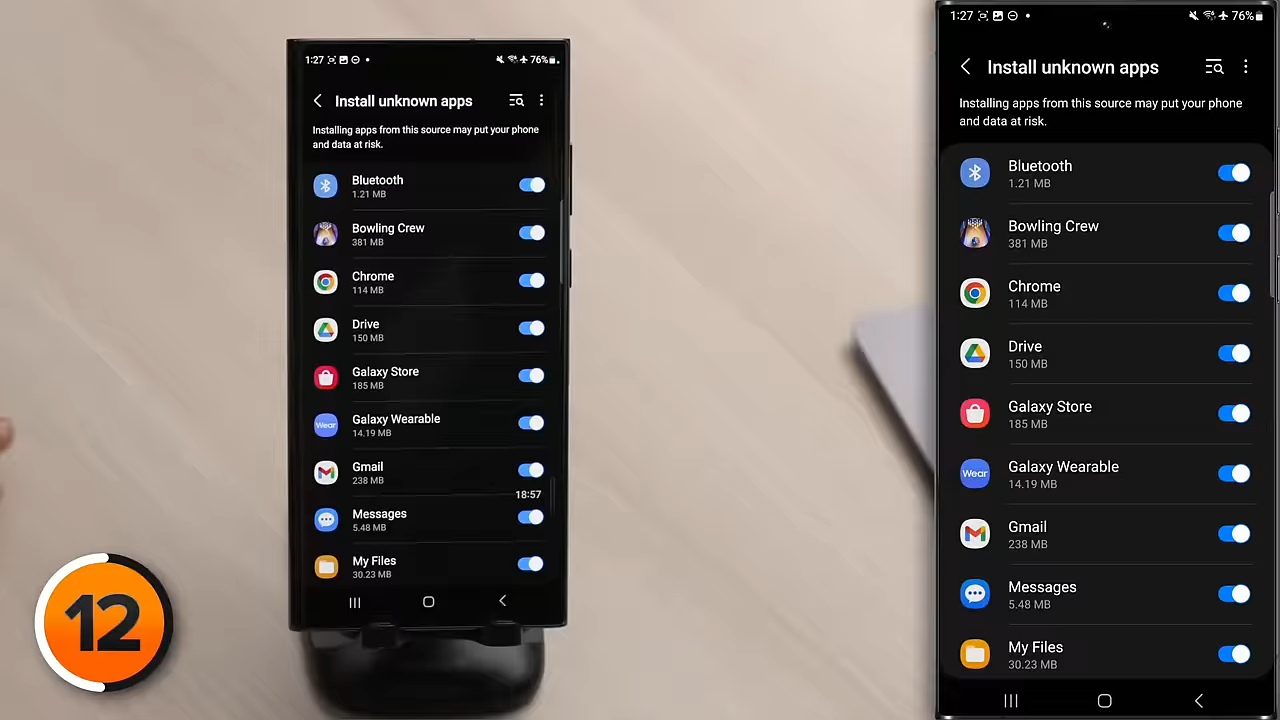 1:27
76%
Install unknown apps
Installing apps from this source may put your phone
and data at risk.
Bluetooth
1.21 MB
Bowling Crew
381 MB
Chrome
114 MB
Drive
150 MB
Galaxy Store
185 MB
Wear
Galaxy Wearable
14.19 MB
Gmail
238 MB
18:57
Messages
5.48 MB
My Files
30.23 MB
12
1:27
76%
Install unknown apps
Installing apps from this source may put your phone
and data at risk.
Bluetooth
1.21 MB
Bowling Crew
381 MB
Chrome
114 MB
Drive
150 MB
Galaxy Store
185 MB
Wear
Galaxy Wearable
14.19 MB
Gmail
238 MB
Messages
5.48 MB
My Files
30.23 MB